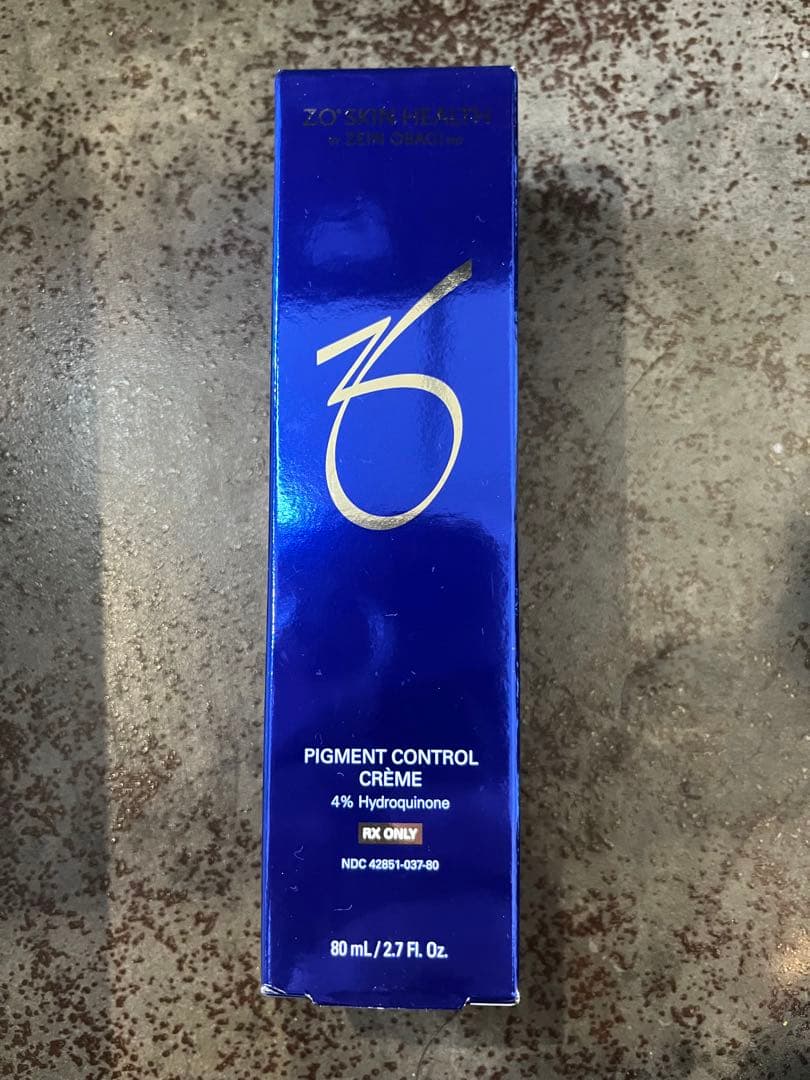 ZO® SKIN HEALTH
BY ZEIN OBAGI MD
ZO
PIGMENT CONTROL
CRÈME
4% Hydroquinone
RX ONLY
NDC 42851-037-80
80 mL / 2.7 Fl. Oz.